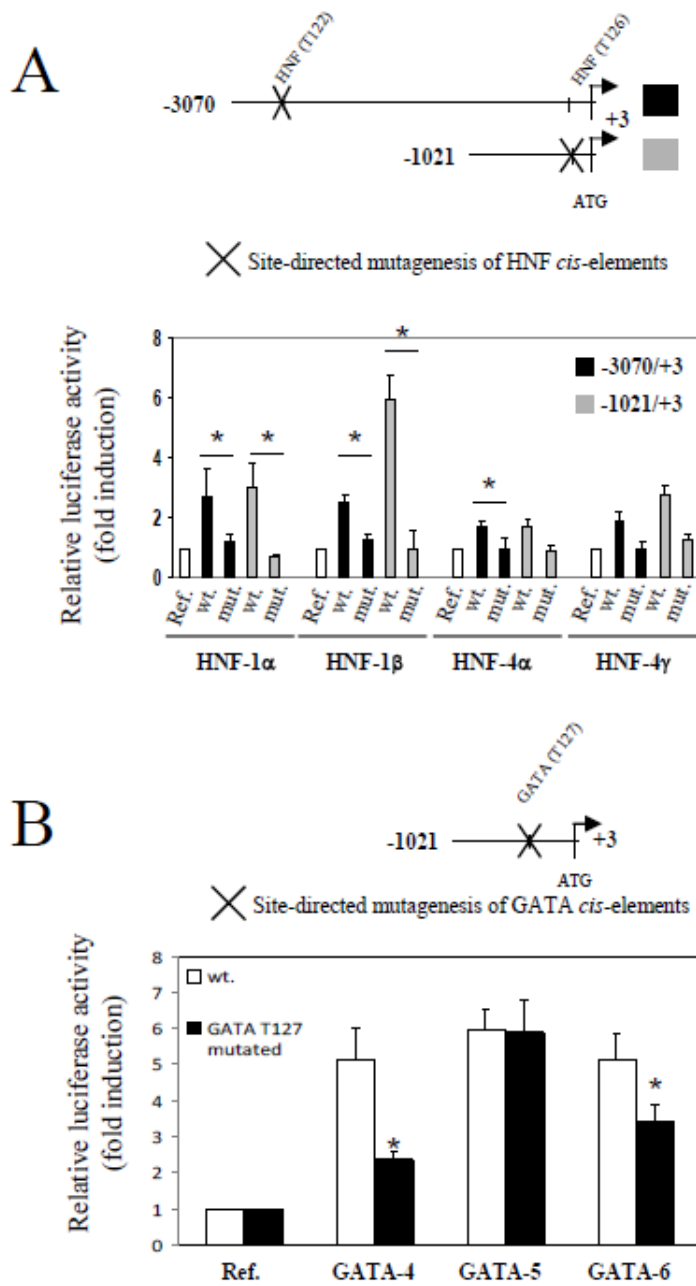 A
HNF (T122)
HNF (T126)
-3070
+3
-1021
ATG
Site-directed mutagenesis of HNF cis-elements
Relative luciferase activity
(fold induction)
8
6
4
2
0
*
*
*
*
*
-3070/+3
-1021/+3
Ref. wt. mut. wt. mut. Ref. wt. mut. wt. mut. Ref. wt. mut. wt. mut. Ref. wt. mut. wt. mut.
HNF-1α HNF-1β HNF-4α HNF-4γ
B
GATA (T127)
-1021
+3
ATG
Site-directed mutagenesis of GATA cis-elements
Relative luciferase activity
(fold induction)
8
7
6
5
4
3
2
1
0
wt.
GATA T127
mutated
*
*
Ref. GATA-4 GATA-5 GATA-6